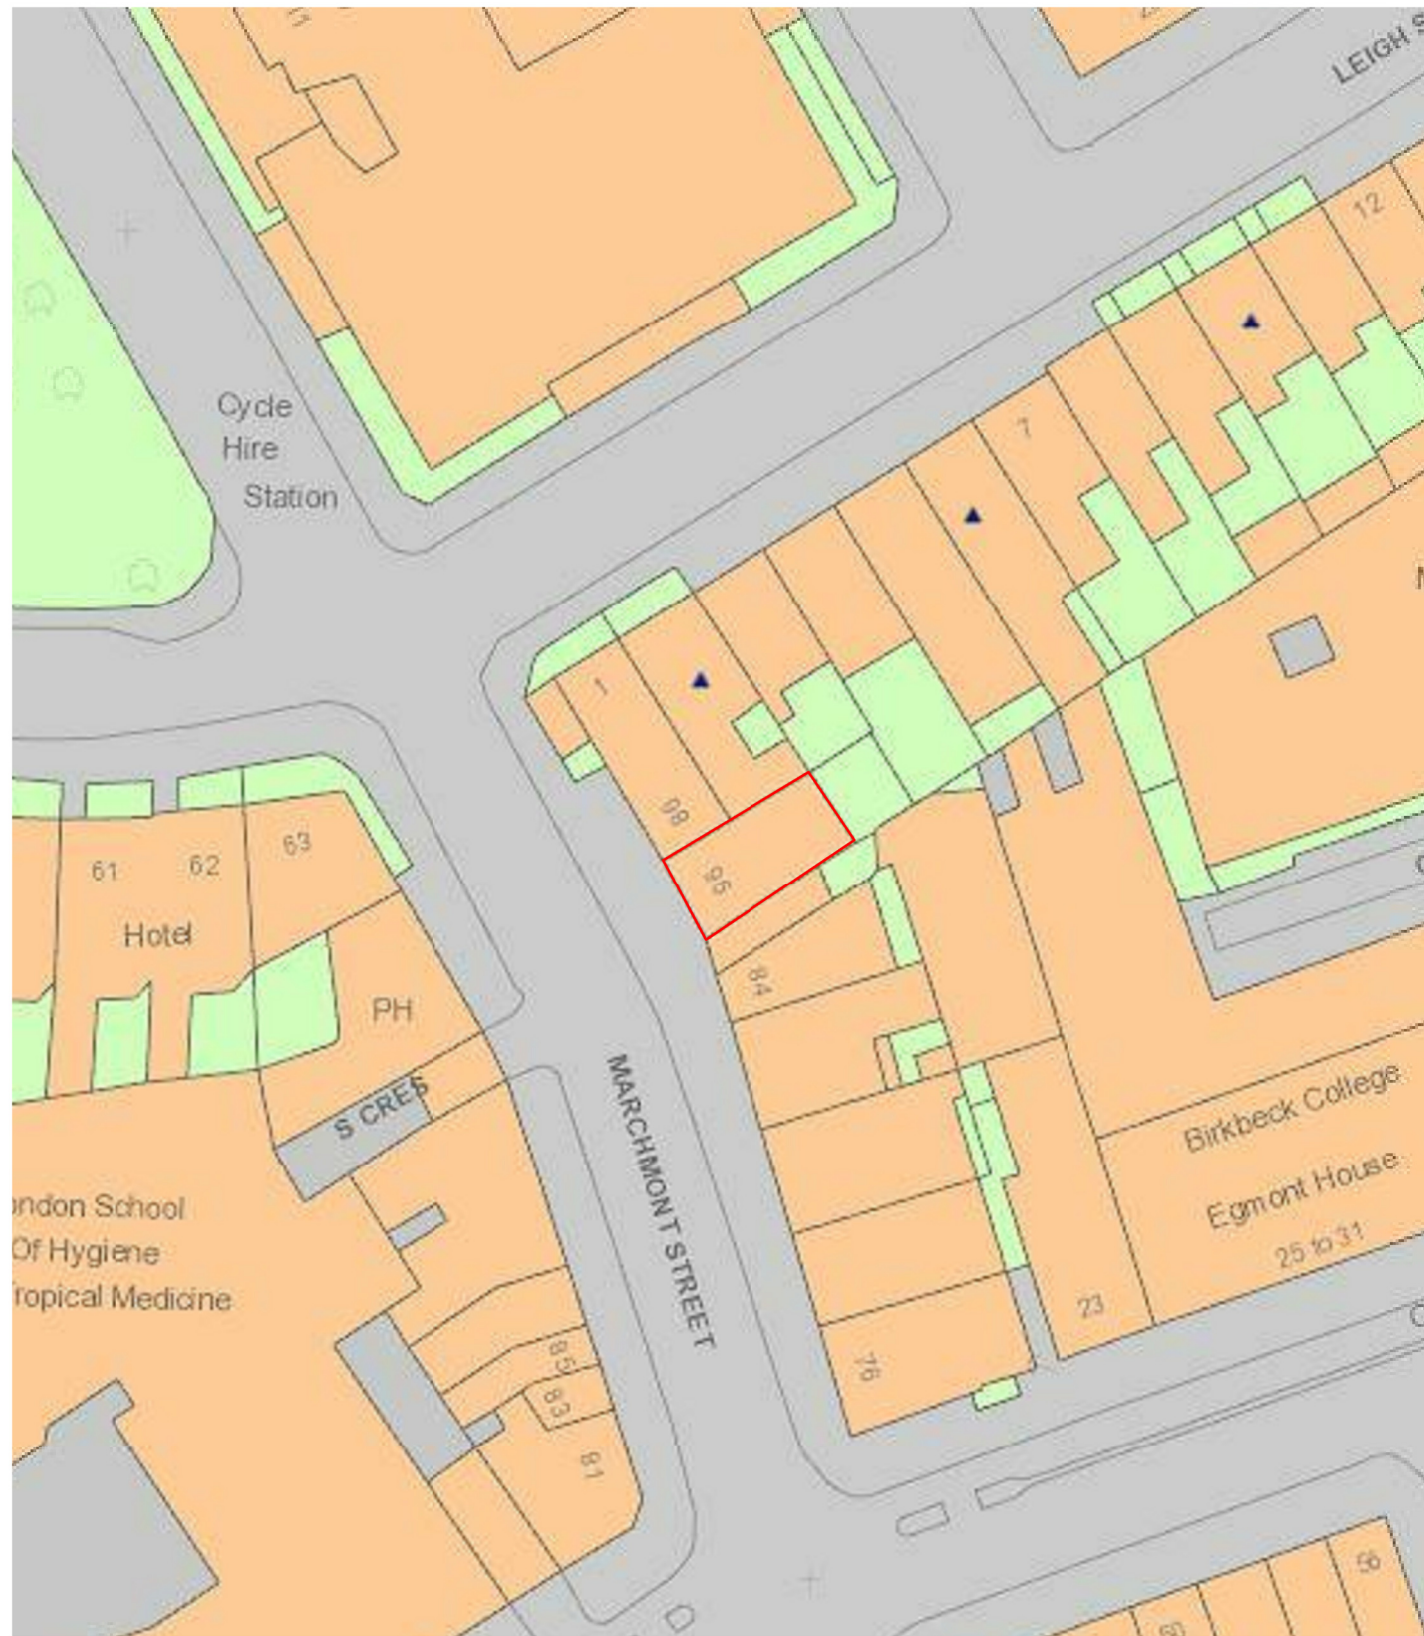 LEIGH S
12
Cycle
Hire
Station
7
1
98
95
61
62
63
Hotel
84
PH
S CRES
MARCHMONT STREET
Birkbeck College
Egmont House
25 to 31
ondon School
Of Hygiene
ropical Medicine
23
85
83
81
76
56